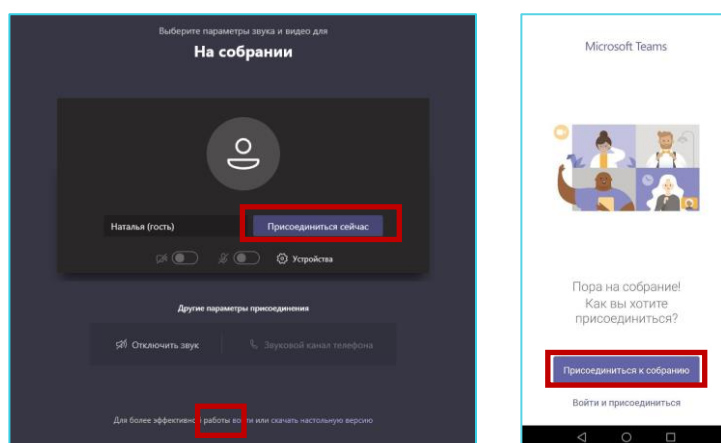 Выберите параметры звука и видео для
На собрании
Наталья (гость)
Присоединиться сейчас
Устройства
Другие параметры присоединения
Отключить звук
Звуковой канал телефона
Для более эффективной работы войти или скачать настольную версию
Microsoft Teams
Пора на собрание!
Как вы хотите
присоединиться?
Присоединиться к собранию
Войти и присоединиться